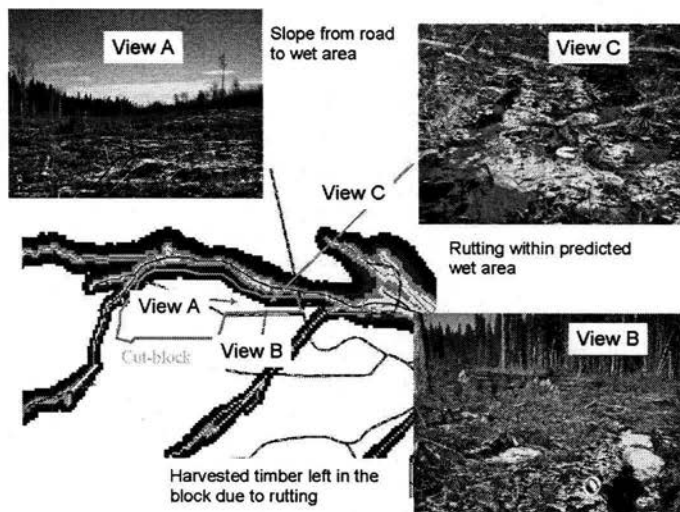 View A
Slope from road
to wet area
View C
View C
Rutting within predicted
wet area
View A
View B
Cut-block
View B
Harvested timber left in the
block due to rutting